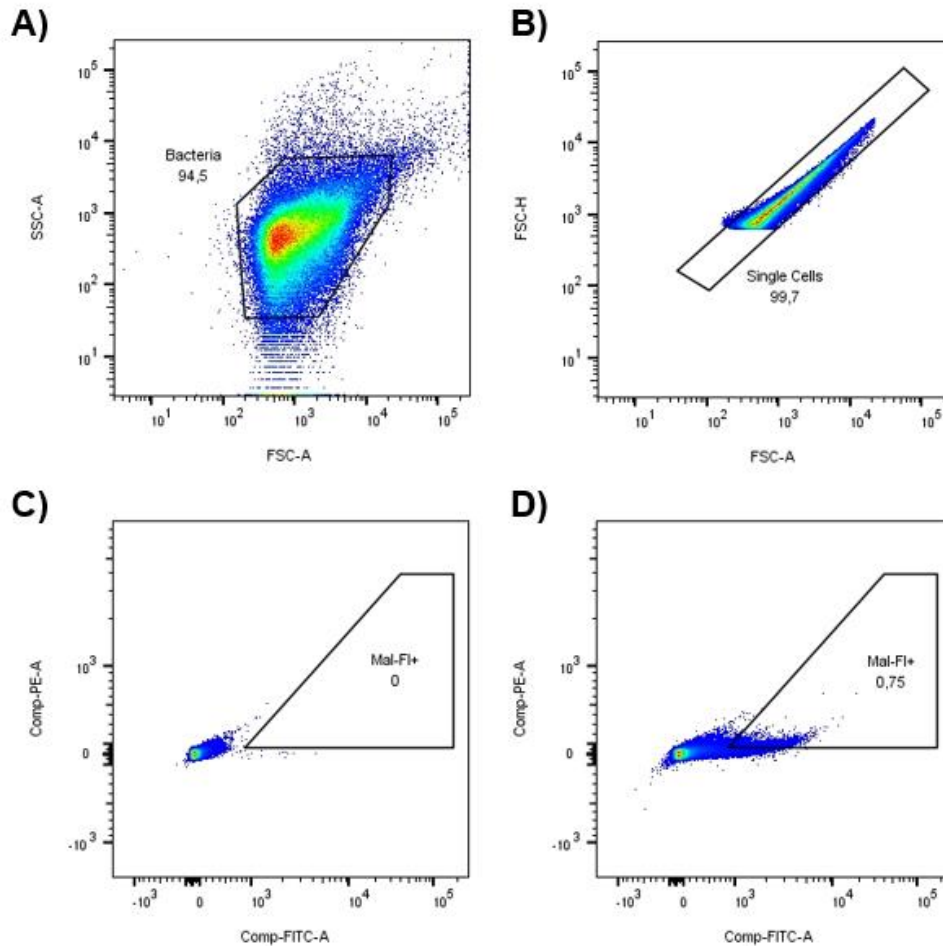 A)
10^5
10^4
10^3
10^2
10^1
SSC-A
Bacteria
94,5
10^1
10^2
10^3
10^4
10^5
FSC-A
B)
10^5
10^4
10^3
10^2
10^1
FSC-H
Single Cells
99,7
10^1
10^2
10^3
10^4
10^5
FSC-A
C)
10^3
0
-10^3
Comp-PE-A
Mal-Fl+
0
-10^3
0
10^3
10^4
10^5
Comp-FITC-A
D)
10^3
0
-10^3
Comp-PE-A
Mal-Fl+
0,75
-10^3
0
10^3
10^4
10^5
Comp-FITC-A